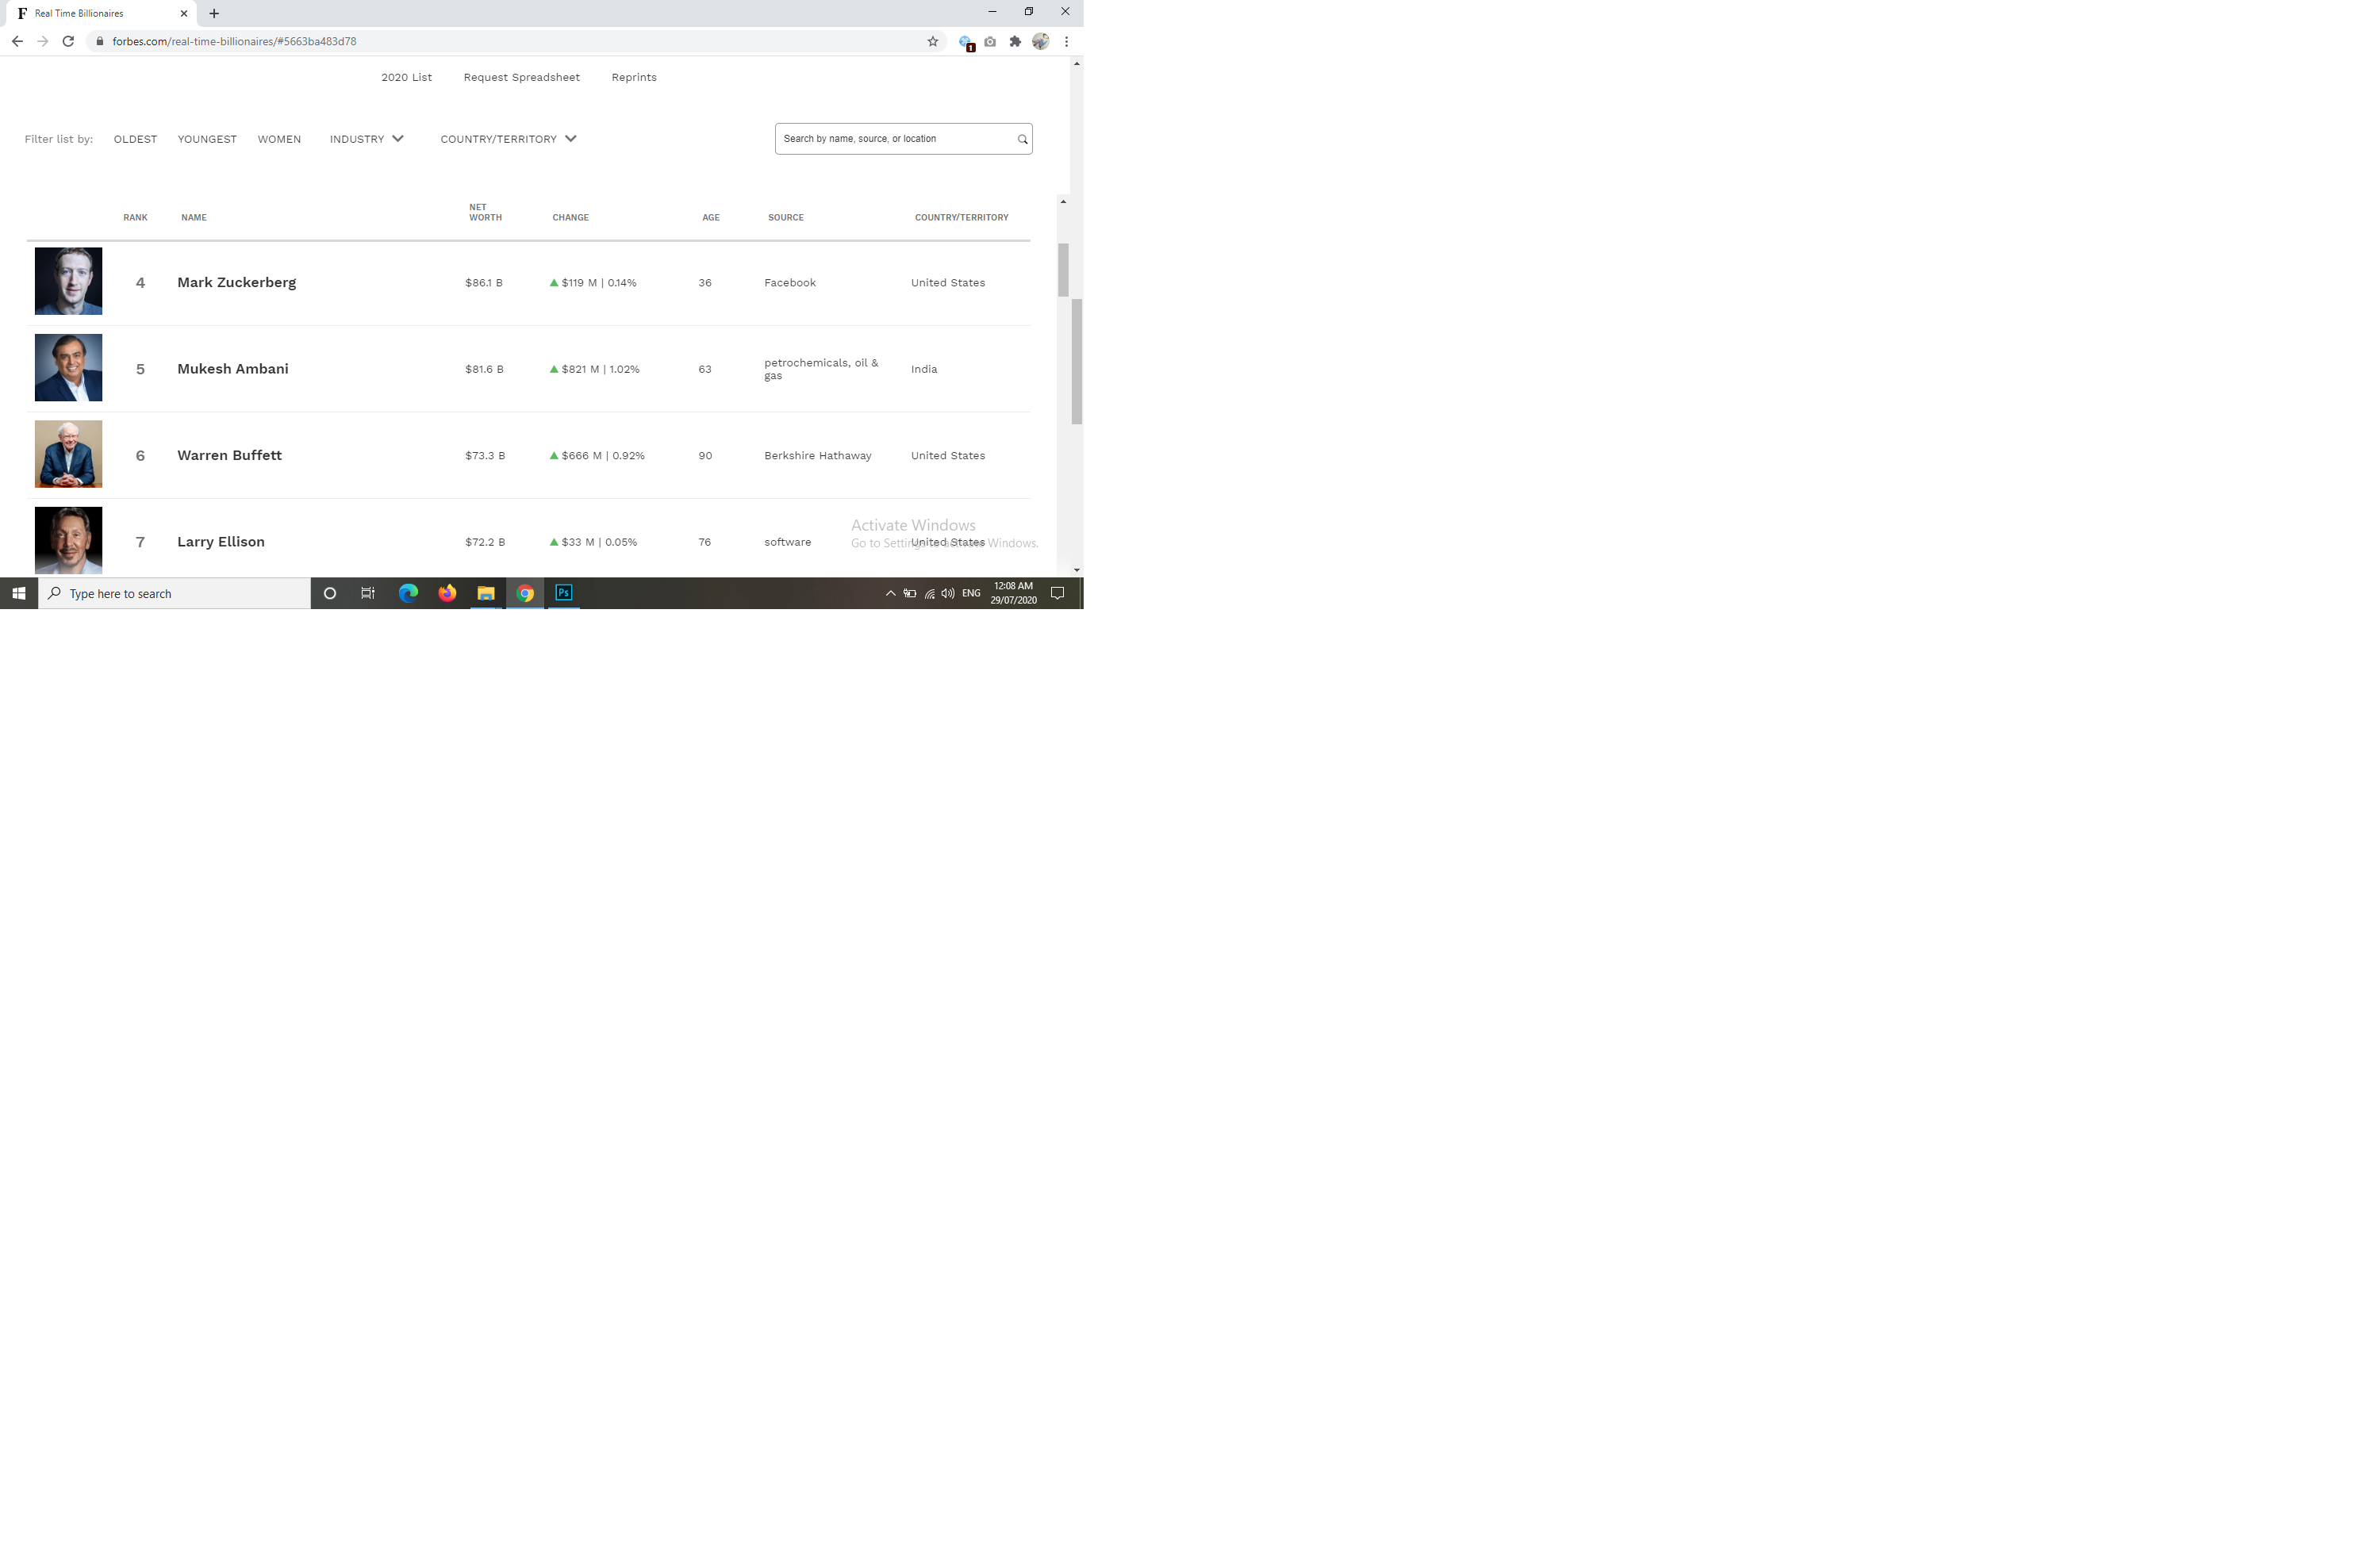 F Real Time Billionaires
forbes.com/real-time-billionaires/#5663ba483d78
1
2020 List Request Spreadsheet Reprints
Filter list by: OLDEST YOUNGEST WOMEN INDUSTRY COUNTRY/TERRITORY Search by name, source, or location
RANK NAME NET WORTH CHANGE AGE SOURCE COUNTRY/TERRITORY
4 Mark Zuckerberg $86.1 B $119 M | 0.14% 36 Facebook United States
5 Mukesh Ambani $81.6 B $821 M | 1.02% 63 petrochemicals, oil & gas India
6 Warren Buffett $73.3 B $666 M | 0.92% 90 Berkshire Hathaway United States
7 Larry Ellison $72.2 B $33 M | 0.05% 76 software United States
Activate Windows
Go to Settings to activate Windows.
Type here to search
Ps
ENG
12:08 AM
29/07/2020